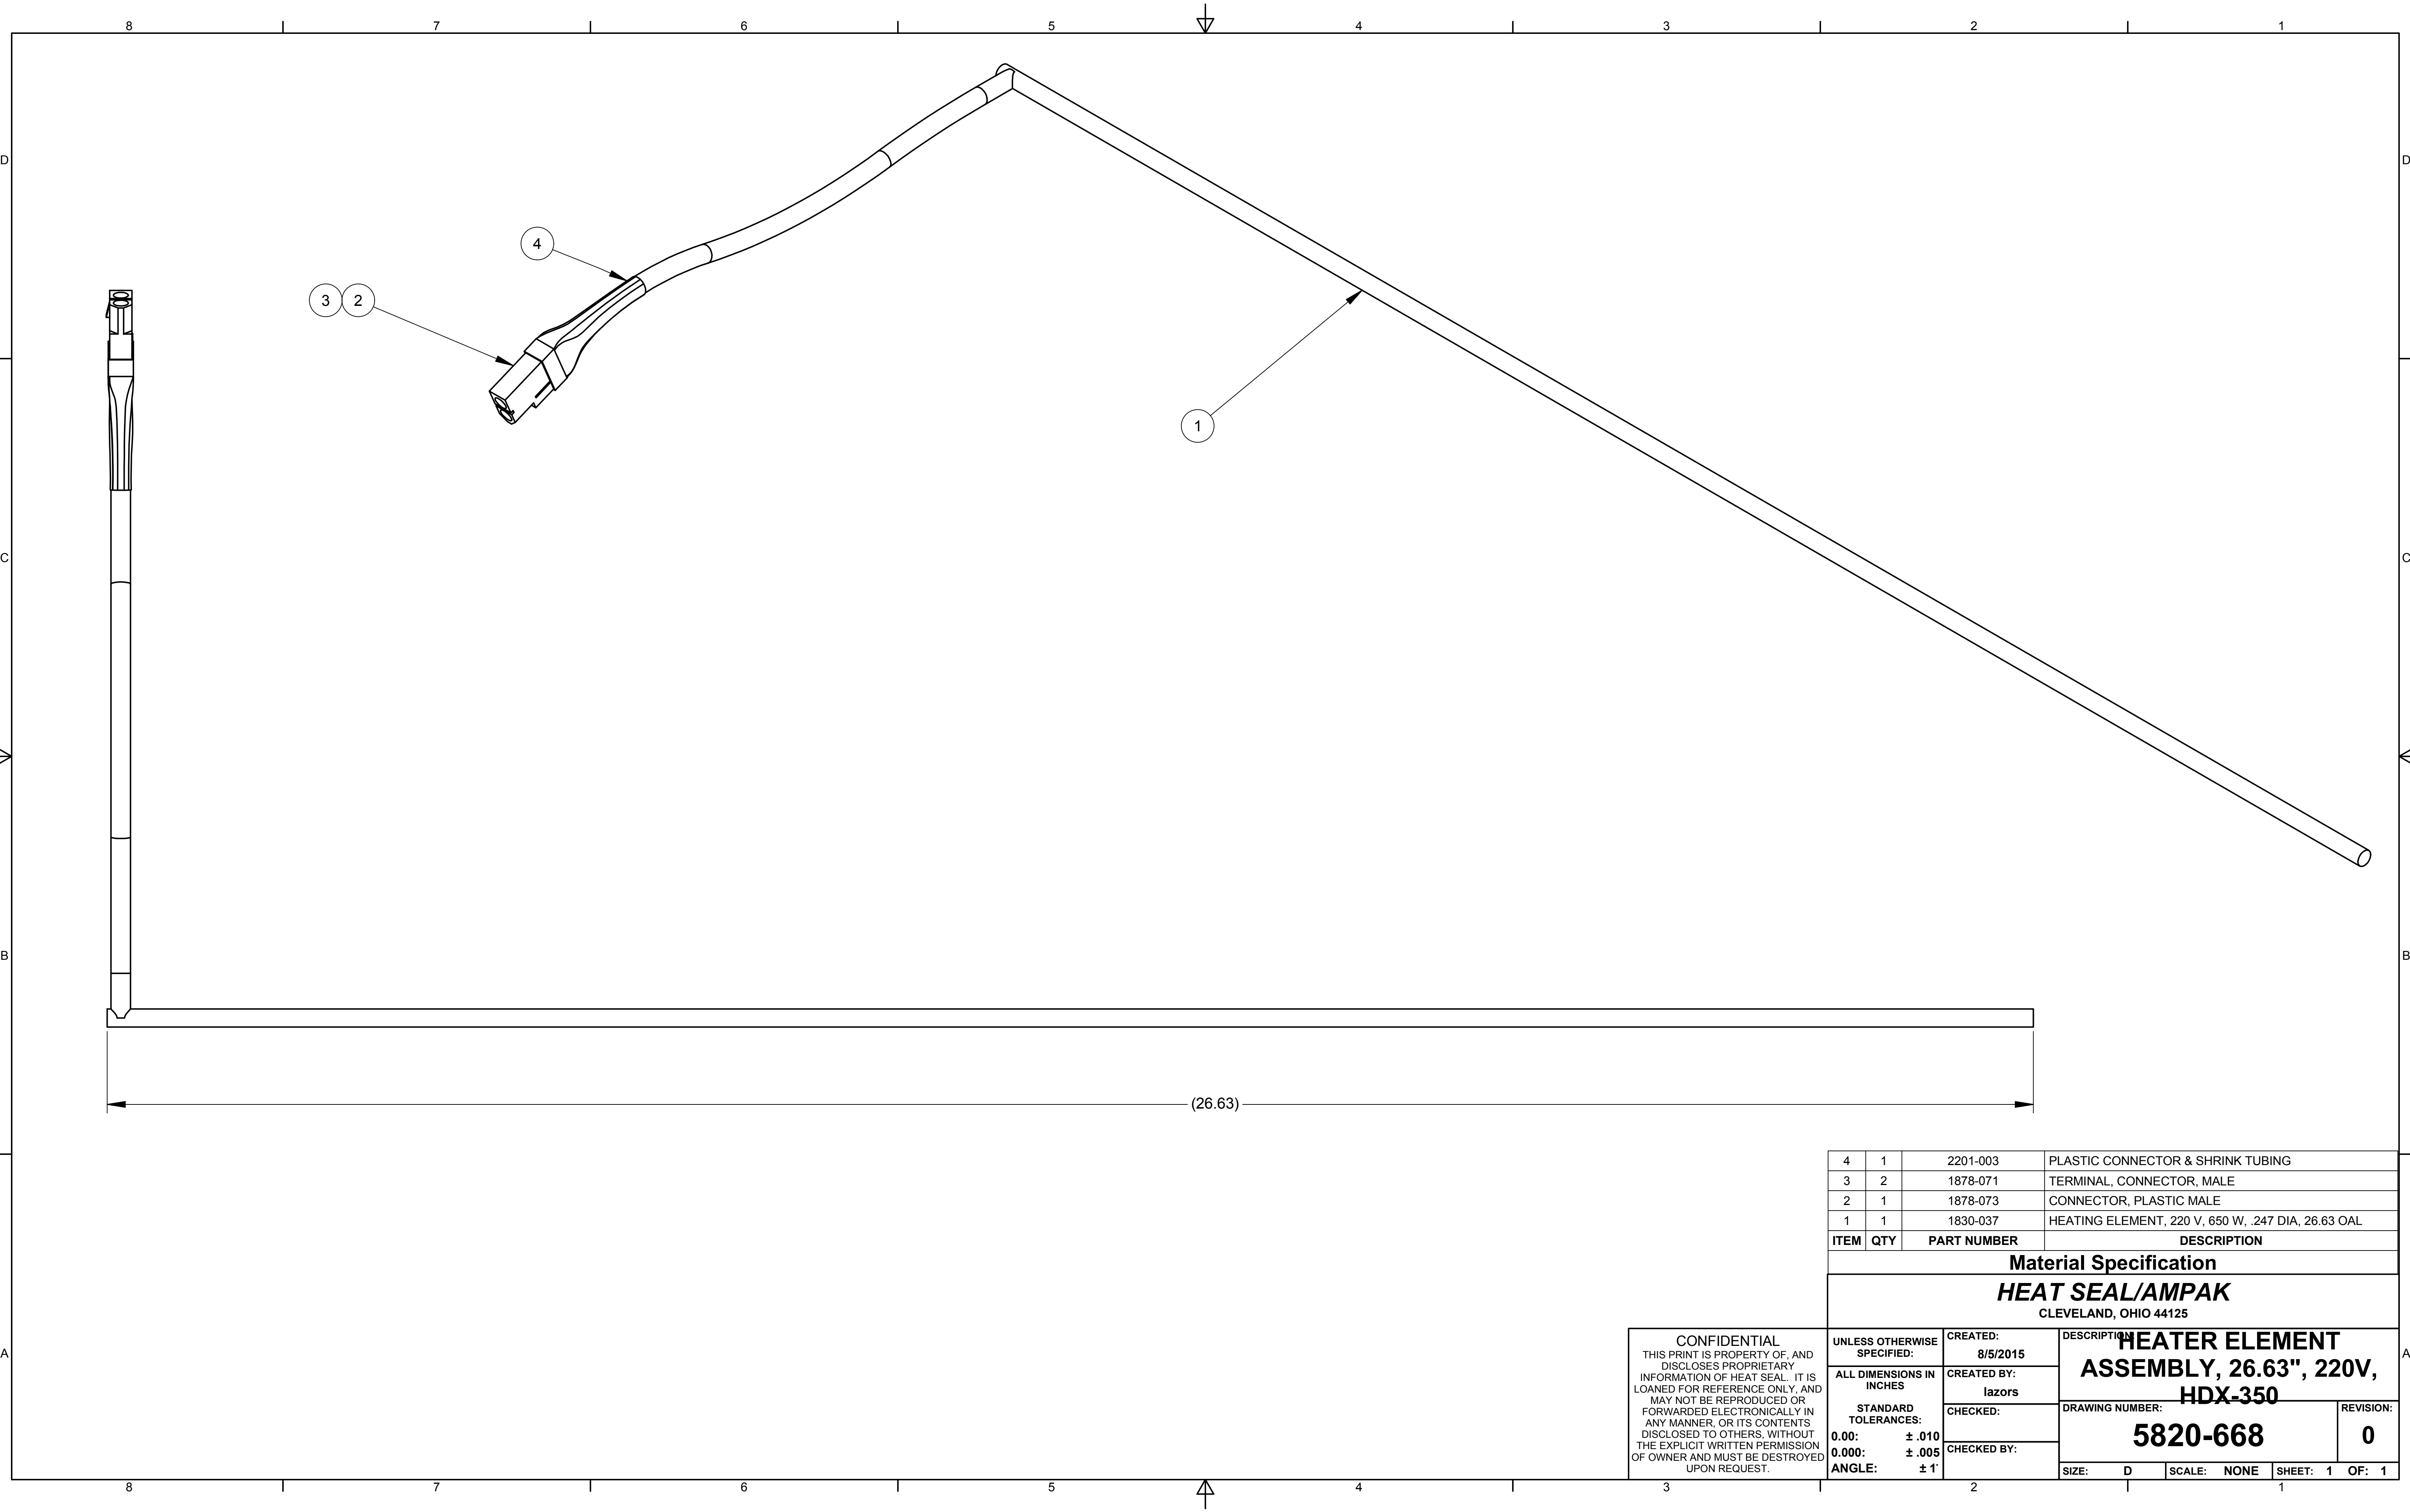 8 7 6 5 4 3 2 1
D D
4
3 2
1
C C
B B
(26.63)
4 1 2201-003 PLASTIC CONNECTOR & SHRINK TUBING
3 2 1878-071 TERMINAL, CONNECTOR, MALE
2 1 1878-073 CONNECTOR, PLASTIC MALE
1 1 1830-037 HEATING ELEMENT, 220 V, 650 W, .247 DIA, 26.63 OAL
ITEM QTY PART NUMBER DESCRIPTION
Material Specification
HEAT SEAL/AMPAK
CLEVELAND, OHIO 44125
A A
CONFIDENTIAL
THIS PRINT IS PROPERTY OF, AND
DISCLOSES PROPRIETARY
INFORMATION OF HEAT SEAL. IT IS
LOANED FOR REFERENCE ONLY, AND
MAY NOT BE REPRODUCED OR
FORWARDED ELECTRONICALLY IN
ANY MANNER, OR ITS CONTENTS
DISCLOSED TO OTHERS, WITHOUT
THE EXPLICIT WRITTEN PERMISSION
OF OWNER AND MUST BE DESTROYED
UPON REQUEST.
UNLESS OTHERWISE
SPECIFIED:
ALL DIMENSIONS IN
INCHES
STANDARD
TOLERANCES:
0.00: ± .010
0.000: ± .005
ANGLE: ± 1°
CREATED:
8/5/2015
CREATED BY:
lazors
CHECKED:
CHECKED BY:
DESCRIPTION:
HEATER ELEMENT
ASSEMBLY, 26.63", 220V,
HDX-350
DRAWING NUMBER:
5820-668
REVISION:
0
SIZE: D SCALE: NONE SHEET: 1 OF: 1
8 7 6 5 4 3 2 1